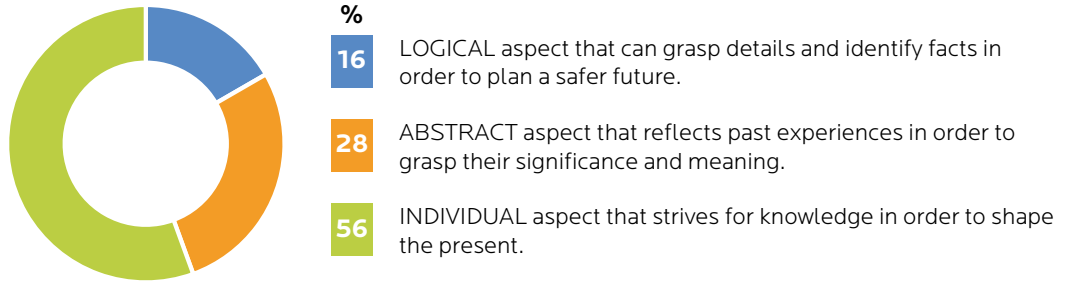 %
16
LOGICAL aspect that can grasp details and identify facts in
order to plan a safer future.
28
ABSTRACT aspect that reflects past experiences in order to
grasp their significance and meaning.
56
INDIVIDUAL aspect that strives for knowledge in order to shape
the present.